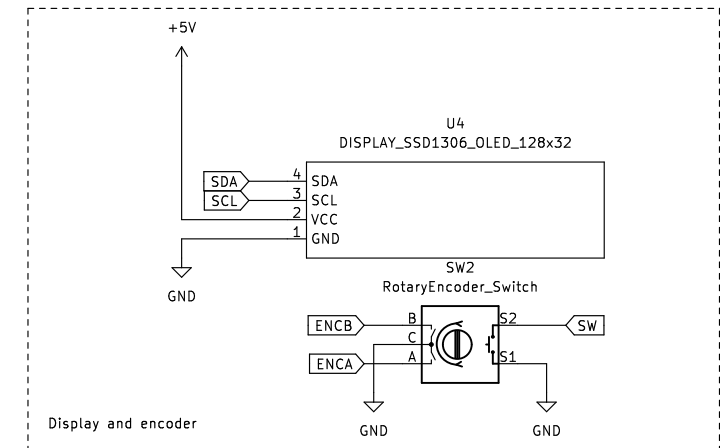 +5V
U4
DISPLAY_SSD1306_OLED_128x32
SDA 4 SDA
SCL 3 SCL
2 VCC
1 GND
GND
SW2
RotaryEncoder_Switch
ENCB B S2 SW
C
ENCA A S1
GND GND
Display and encoder